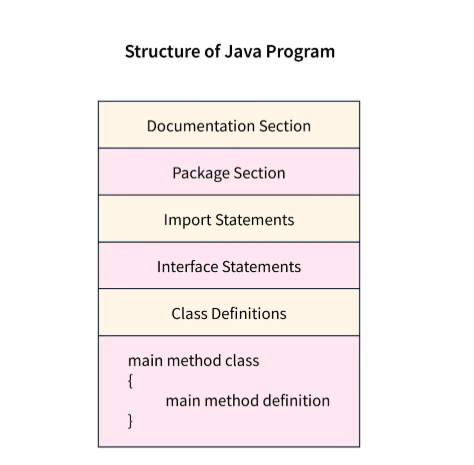 Structure of Java Program
Documentation Section
Package Section
Import Statements
Interface Statements
Class Definitions
main method class
{
main method definition
}